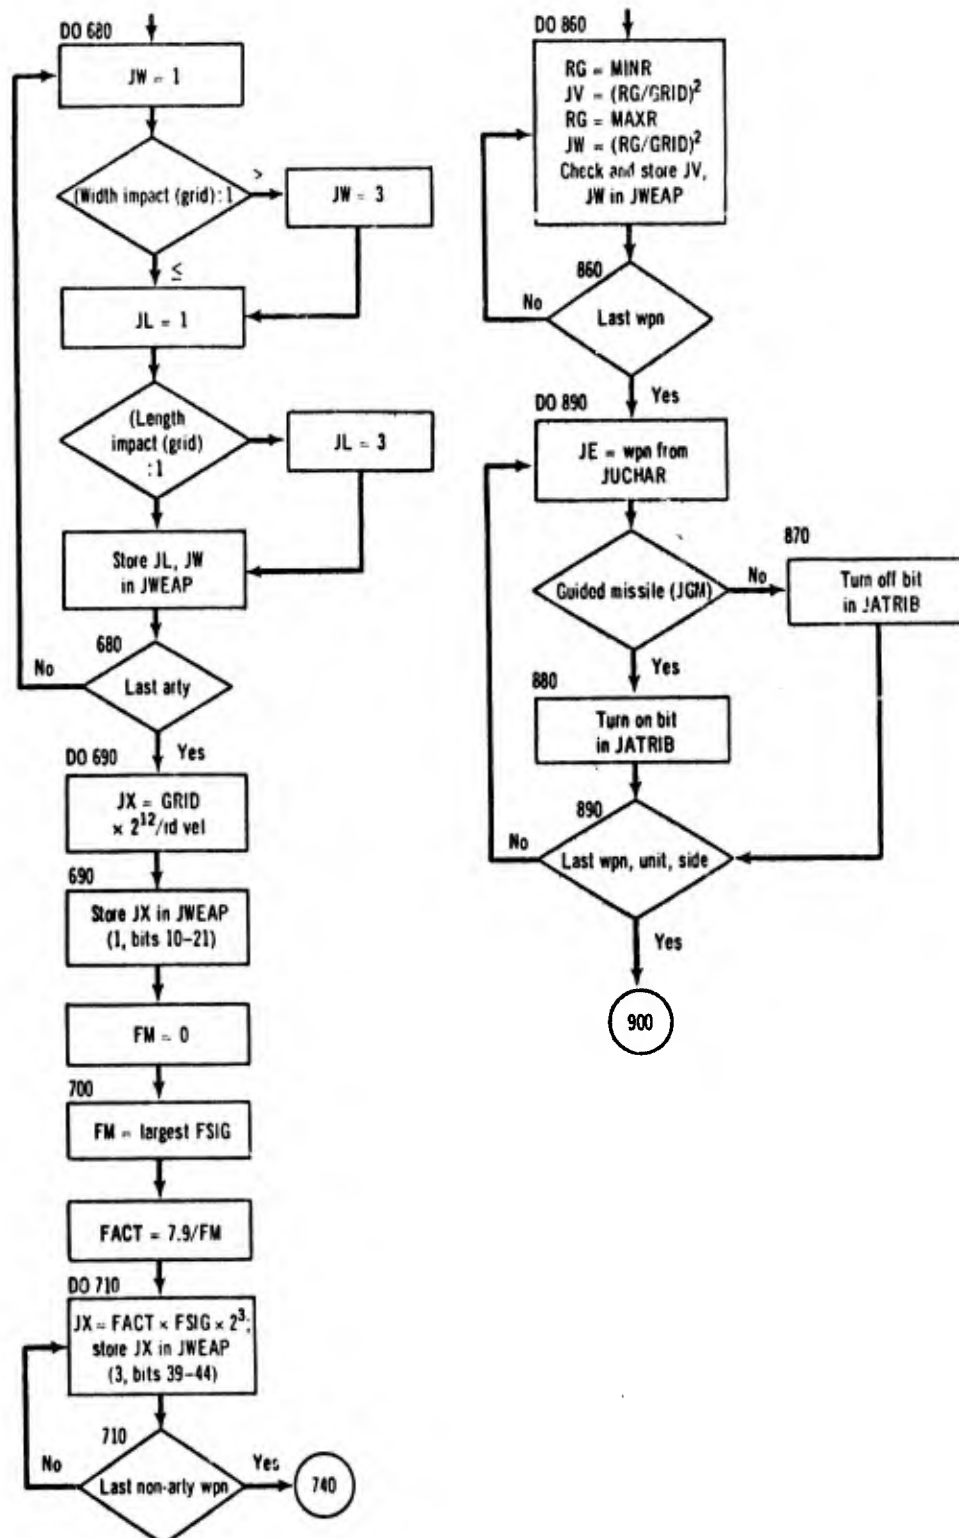 DO 680
JW = 1
(Width impact (grid) : 1
>
JW = 3
≤
JL = 1
(Length
impact (grid)
: 1
JL = 3
Store JL, JW
in JWEAP
680
No
Last arty
Yes
DO 690
JX = GRID
× 2¹²/rd vel
690
Store JX in JWEAP
(1, bits 10–21)
FM = 0
700
FM = largest FSIG
FACT = 7.9/FM
DO 710
JX = FACT × FSIG × 2³;
store JX in JWEAP
(3, bits 39–44)
710
No
Last non-arty wpn
Yes
740
DO 860
RG = MINR
JV = (RG/GRID)²
RG = MAXR
JW = (RG/GRID)²
Check and store JV,
JW in JWEAP
860
No
Last wpn
Yes
DO 890
JE = wpn from
JUCHAR
Guided missile (JGM)
No
870
Turn off bit
in JATRIB
Yes
880
Turn on bit
in JATRIB
890
No
Last wpn, unit, side
Yes
900